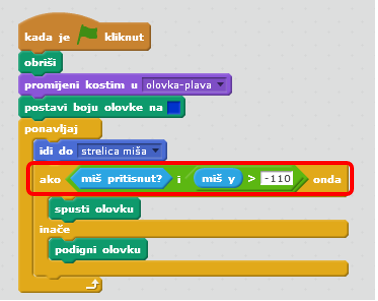 kada je kliknut
obriši
promijeni kostim u olovka-plava
postavi boju olovke na
ponavljaj
idi do strelica miša
ako miš pritisnut? i miš y > -110 onda
spusti olovku
inače
podigni olovku